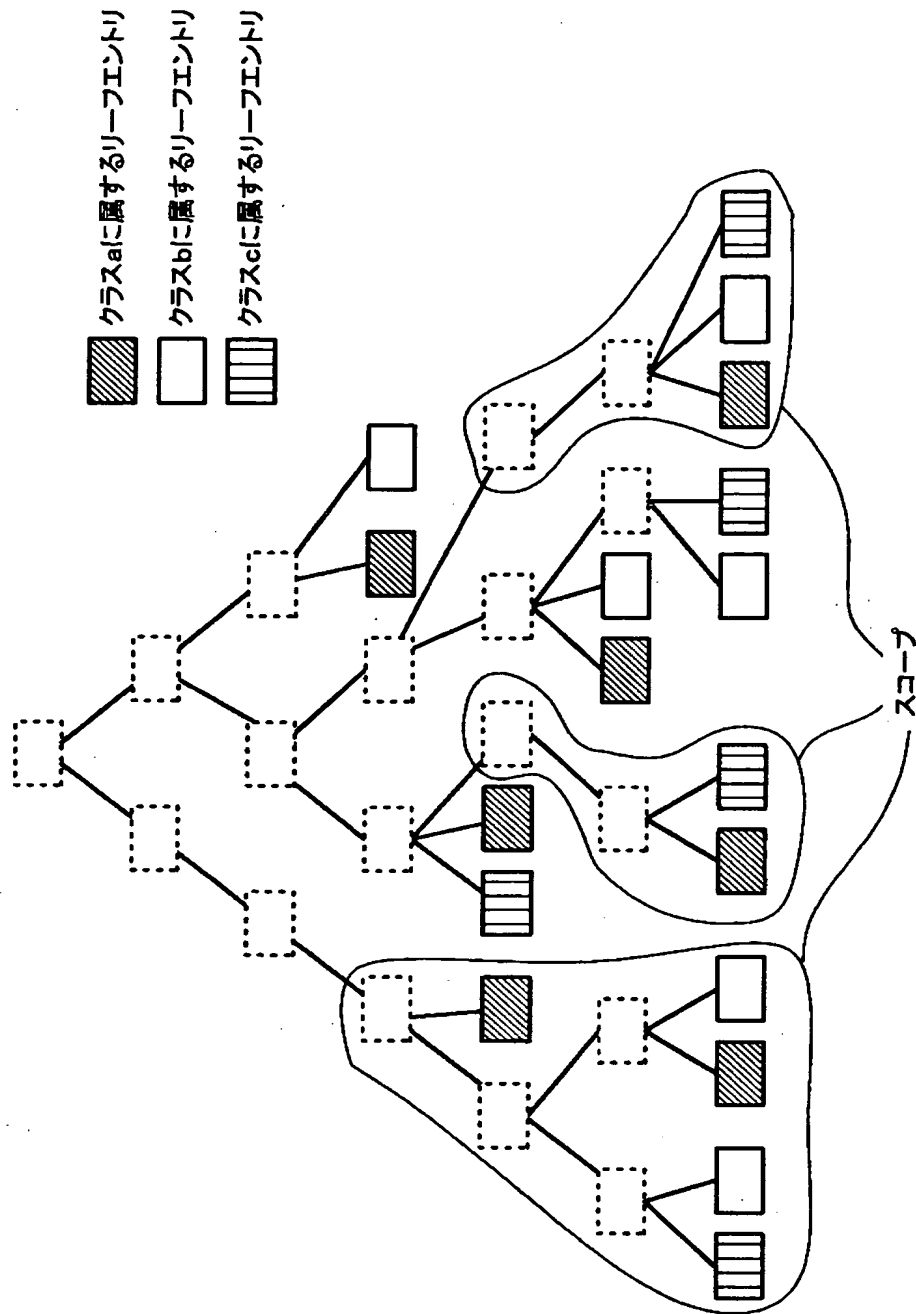 クラスaに属するリーフエントリ
クラスbに属するリーフエントリ
クラスcに属するリーフエントリ
スコープ